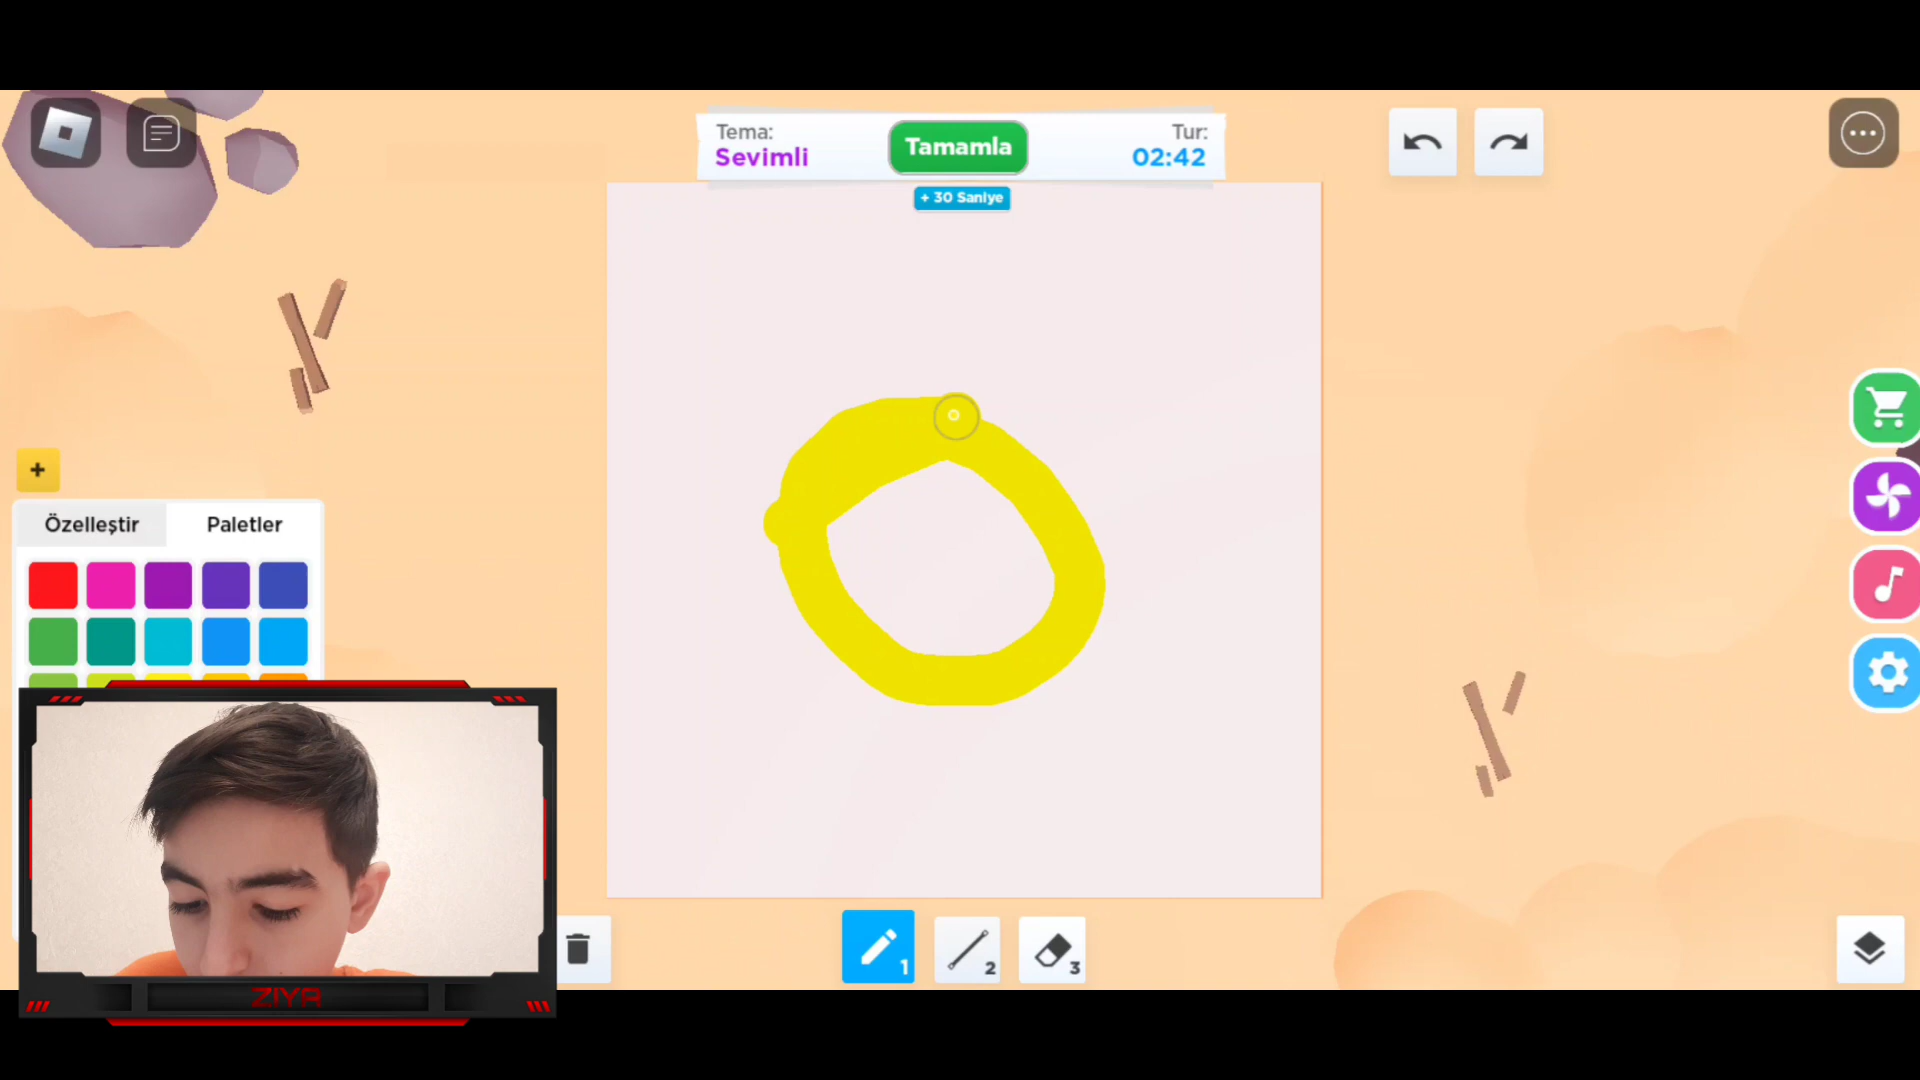 Tema:
Sevimli
Tamamla
Tur:
02:42
+ 30 Saniye
+
Özelleştir
Paletler
1
2
3
ZIYA